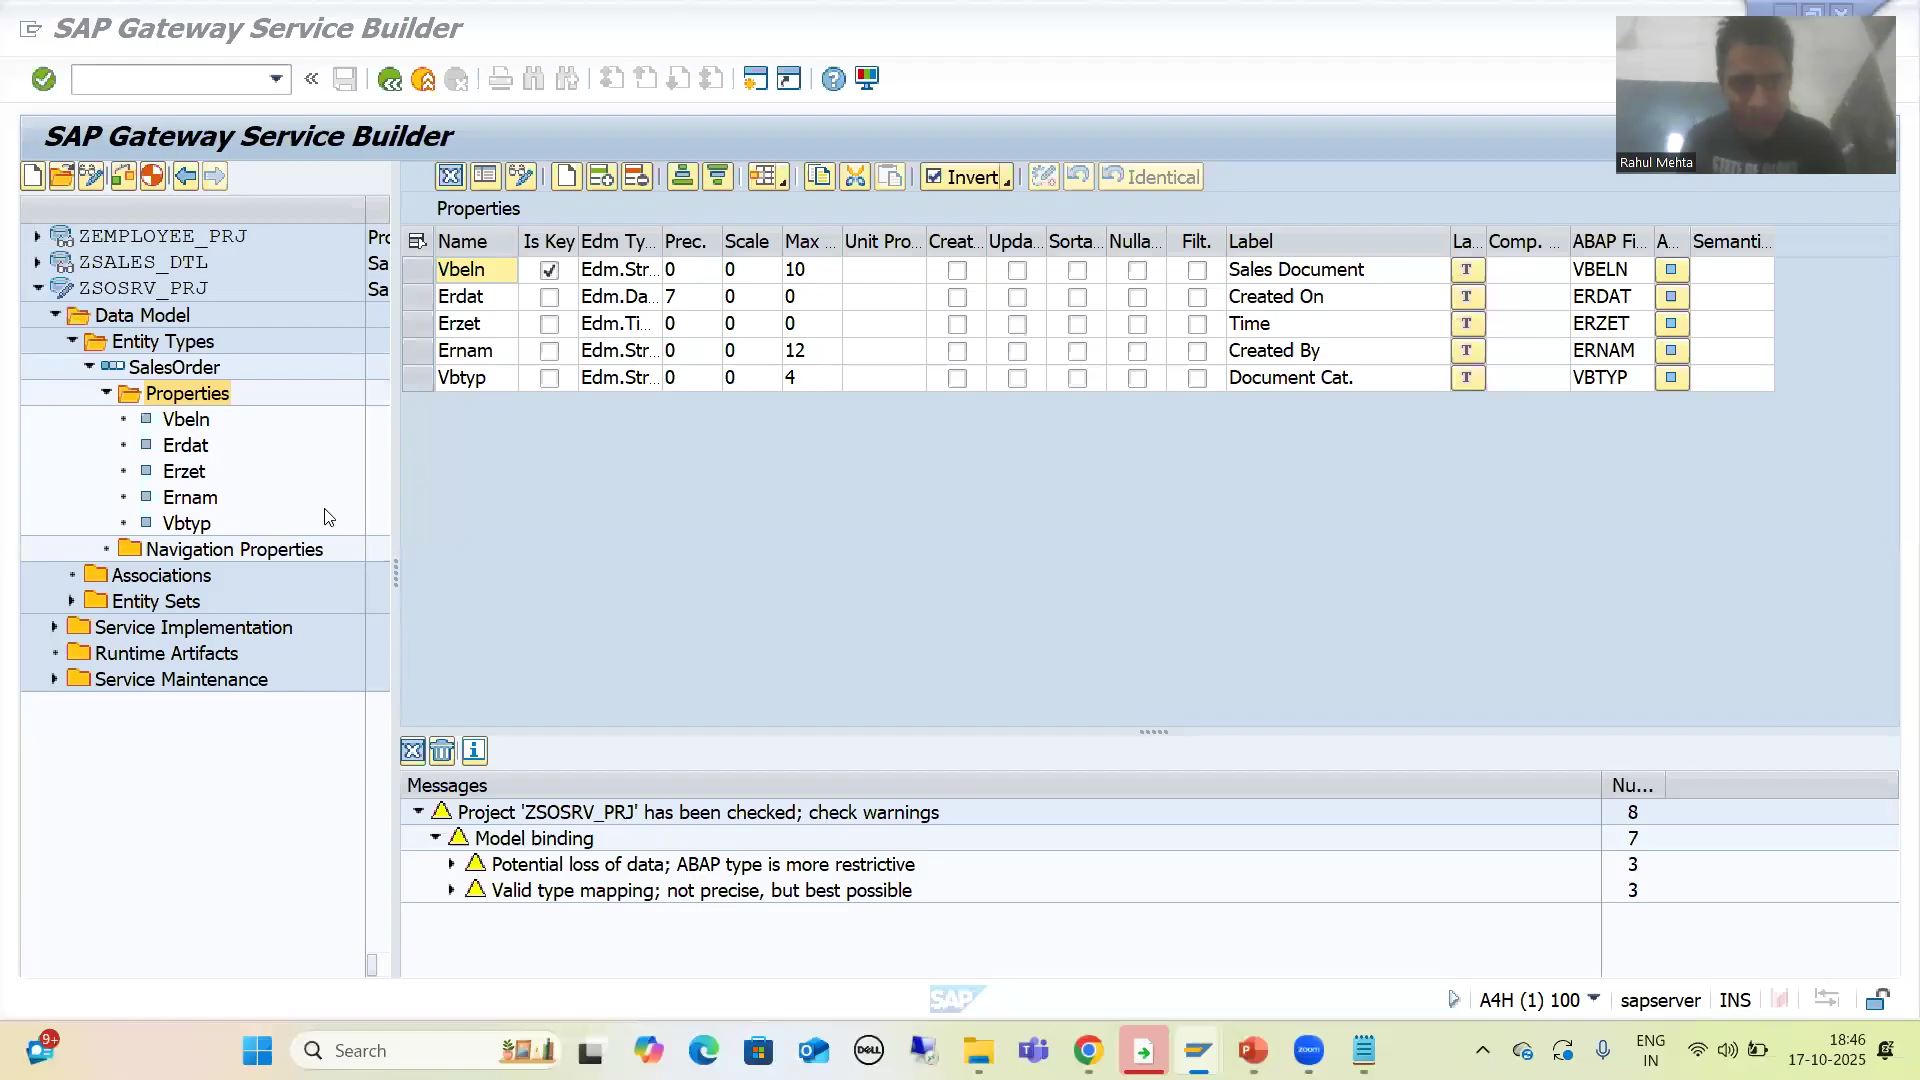 SAP Gateway Service Builder
Rahul Mehta
SAP Gateway Service Builder
Invert
Identical
Properties
ZEMPLOYEE_PRJ Pro
ZSALES_DTL Sa
ZSOSRV_PRJ Sa
Data Model
Entity Types
SalesOrder
Properties
Vbeln
Erdat
Erzet
Ernam
Vbtyp
Navigation Properties
Associations
Entity Sets
Service Implementation
Runtime Artifacts
Service Maintenance
Name Is Key Edm Ty... Prec. Scale Max ... Unit Pro... Creat... Upda... Sorta... Nulla... Filt. Label La... Comp. ... ABAP Fi... A... Semanti...
Vbeln Edm.Str... 0 0 10 Sales Document T VBELN
Erdat Edm.Da... 7 0 0 Created On T ERDAT
Erzet Edm.Ti... 0 0 0 Time T ERZET
Ernam Edm.Str... 0 0 12 Created By T ERNAM
Vbtyp Edm.Str... 0 0 4 Document Cat. T VBTYP
Messages Nu...
Project 'ZSOSRV_PRJ' has been checked; check warnings 8
Model binding 7
Potential loss of data; ABAP type is more restrictive 3
Valid type mapping; not precise, but best possible 3
SAP
A4H (1) 100 sapserver INS
9+
Search
DELL
zoom
ENG
IN
18:46
17-10-2025